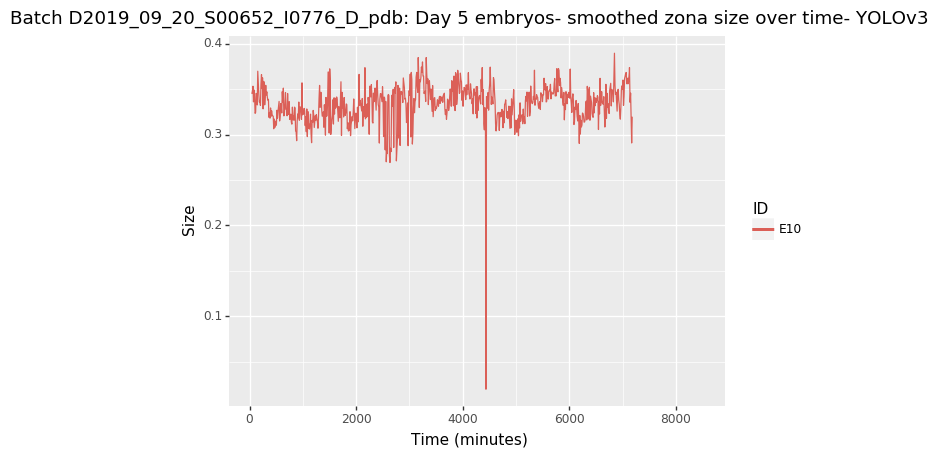 Batch D2019_09_20_S00652_I0776_D_pdb: Day 5 embryos- smoothed zona size over time- YOLOv3
0.4
0.3
0.2
0.1
Size
0
2000
4000
6000
8000
Time (minutes)
ID
E10